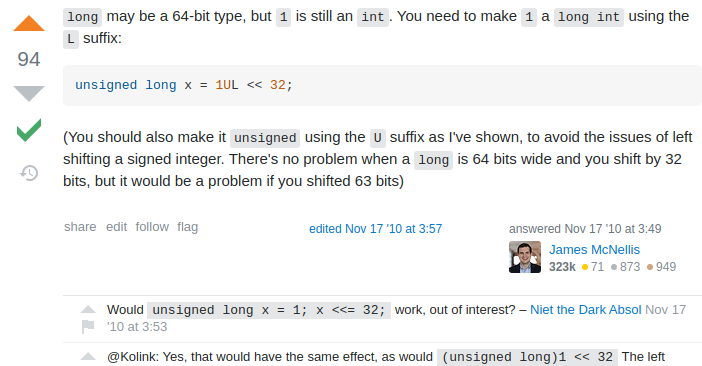 long may be a 64-bit type, but 1 is still an int. You need to make 1 a long int using the
L suffix:
94
unsigned long x = 1UL << 32;
(You should also make it unsigned using the U suffix as I've shown, to avoid the issues of left
shifting a signed integer. There's no problem when a long is 64 bits wide and you shift by 32
bits, but it would be a problem if you shifted 63 bits)
share edit follow flag
edited Nov 17 '10 at 3:57
answered Nov 17 '10 at 3:49
James McNellis
323k 71 873 949
Would unsigned long x = 1; x <<= 32; work, out of interest? – Niet the Dark Absol Nov 17
'10 at 3:53
@Kolink: Yes, that would have the same effect, as would (unsigned long)1 << 32 The left